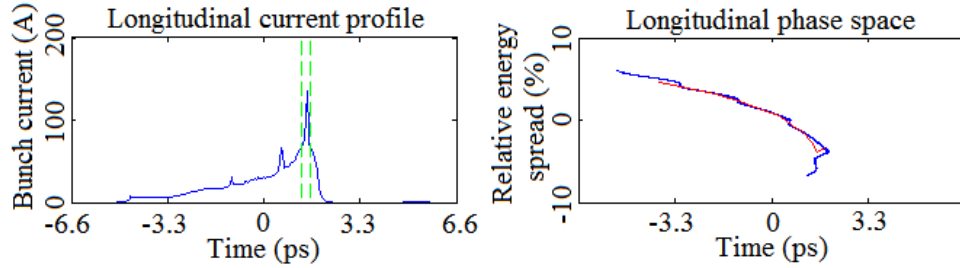 Longitudinal current profile
Bunch current (A)
200
100
0
-6.6 -3.3 0 3.3 6.6
Time (ps)
Longitudinal phase space
Relative energy
spread (%)
10
0
-10
-3.3 0 3.3
Time (ps)